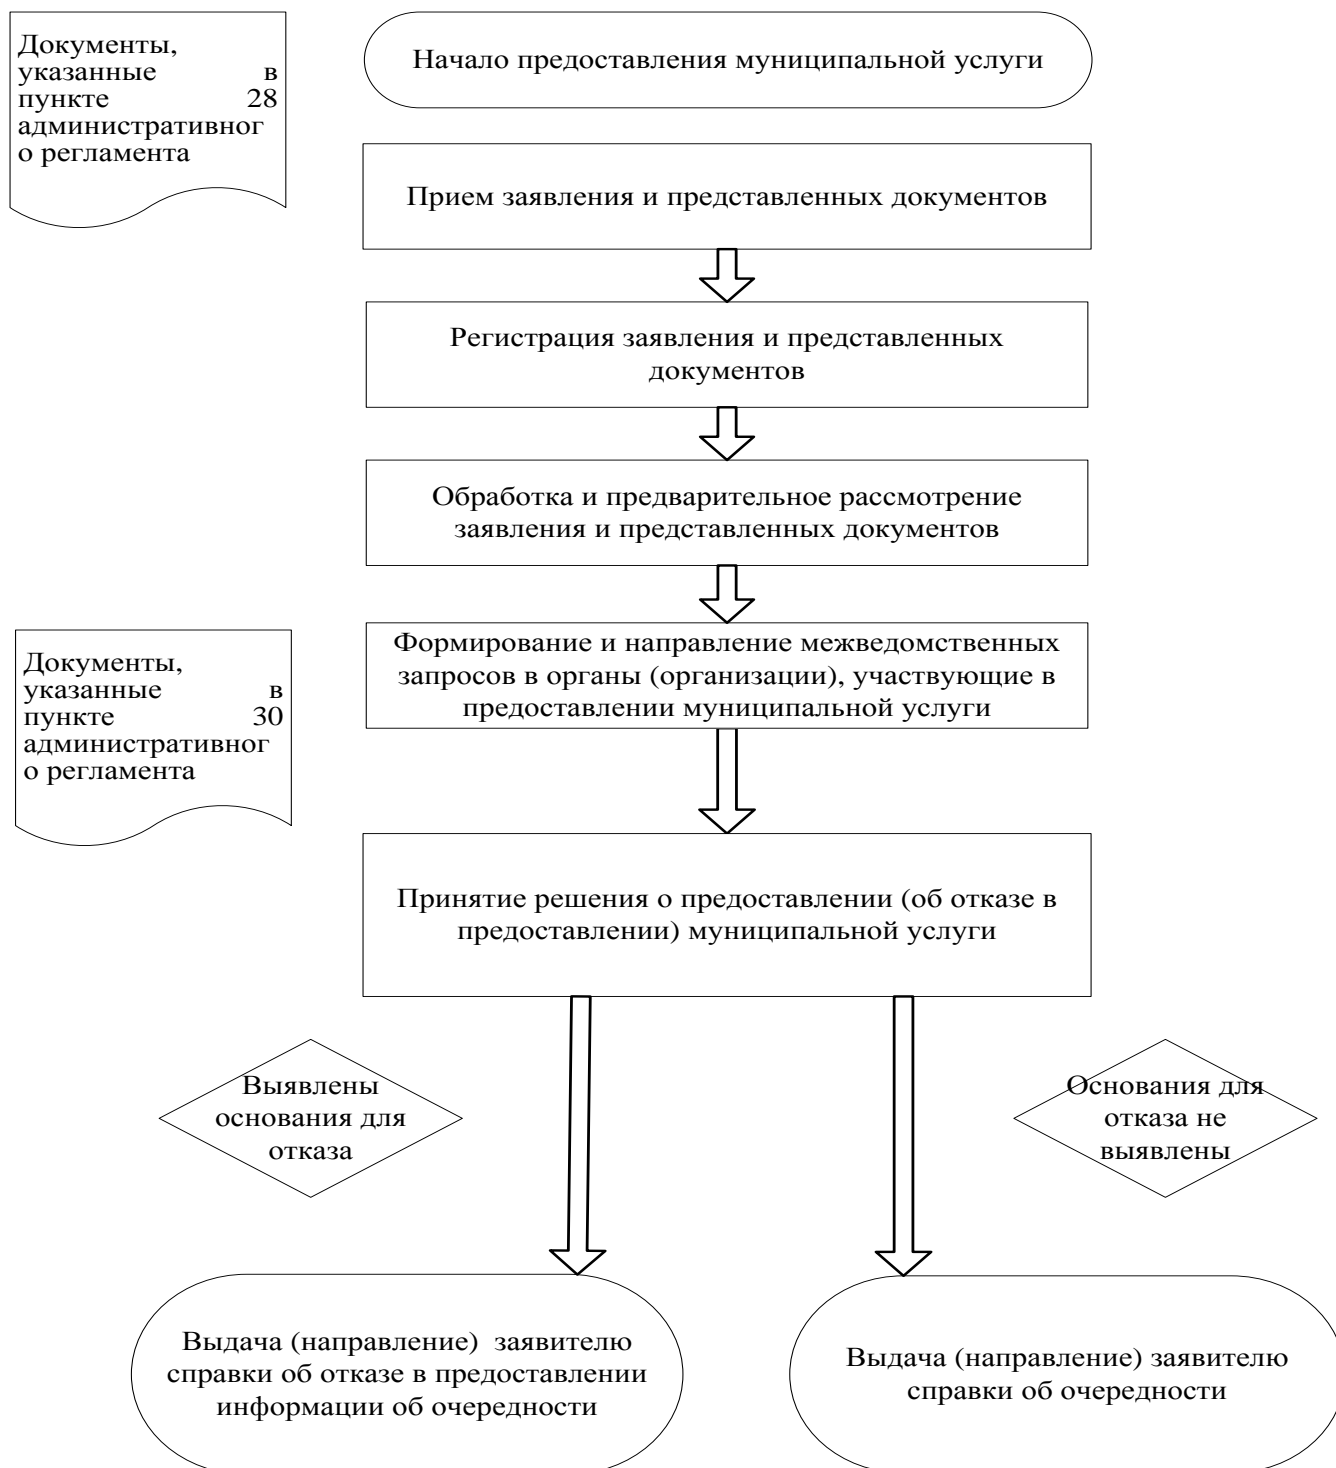 Документы,
указанные в
пункте 28
административног
о регламента
Начало предоставления муниципальной услуги
Прием заявления и представленных документов
Регистрация заявления и представленных
документов
Обработка и предварительное рассмотрение
заявления и представленных документов
Формирование и направление межведомственных
запросов в органы (организации), участвующие в
предоставлении муниципальной услуги
Документы,
указанные в
пункте 30
административног
о регламента
Принятие решения о предоставлении (об отказе в
предоставлении) муниципальной услуги
Выявлены
основания для
отказа
Основания для
отказа не
выявлены
Выдача (направление) заявителю
справки об отказе в предоставлении
информации об очередности
Выдача (направление) заявителю
справки об очередности